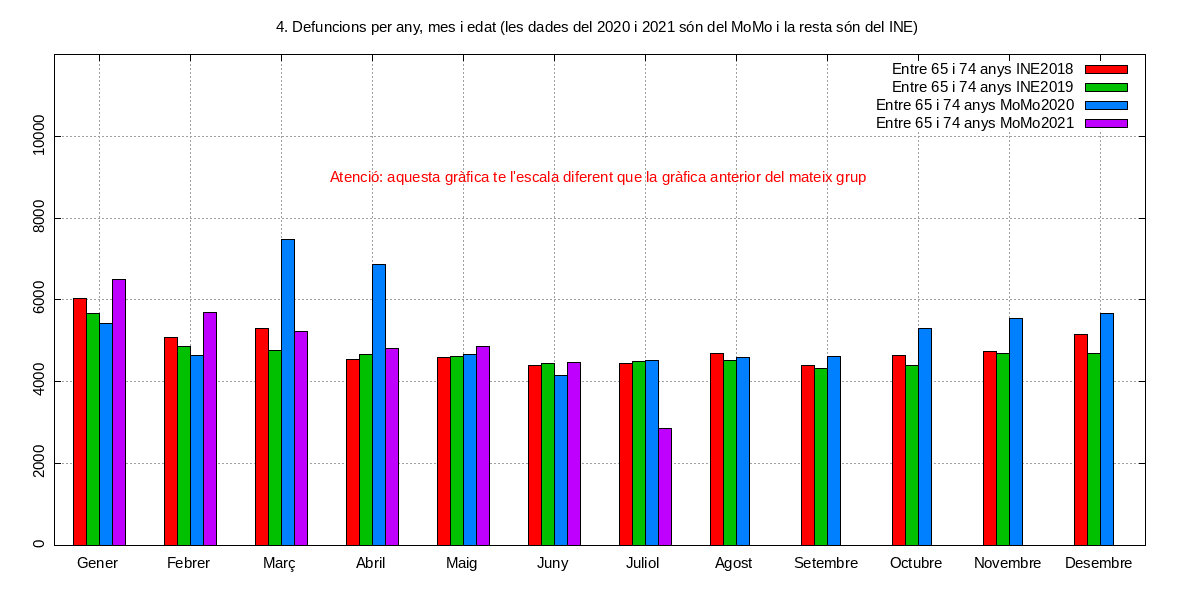 4. Defuncions per any, mes i edat (les dades del 2020 i 2021 són del MoMo i la resta són del INE)
Entre 65 i 74 anys INE2018
Entre 65 i 74 anys INE2019
Entre 65 i 74 anys MoMo2020
Entre 65 i 74 anys MoMo2021
Atenció: aquesta gràfica te l'escala diferent que la gràfica anterior del mateix grup
10000
8000
6000
4000
2000
0
Gener Febrer Març Abril Maig Juny Juliol Agost Setembre Octubre Novembre Desembre